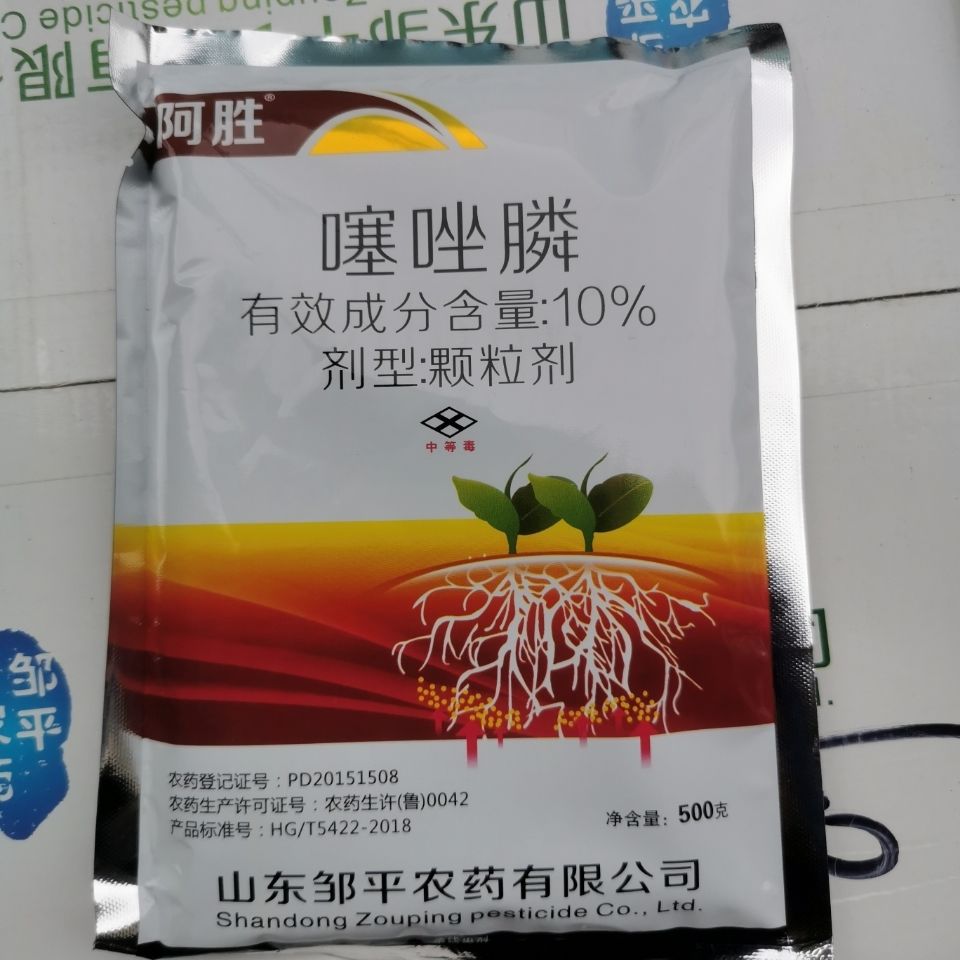 阿胜®
噻唑膦
有效成分含量:10%
剂型:颗粒剂
中等毒
农药登记证号：PD20151508
农药生产许可证号：农药生许(鲁)0042
产品标准号：HG/T5422-2018
净含量：500克
山东邹平农药有限公司
Shandong Zouping pesticide Co., Ltd.
邹平